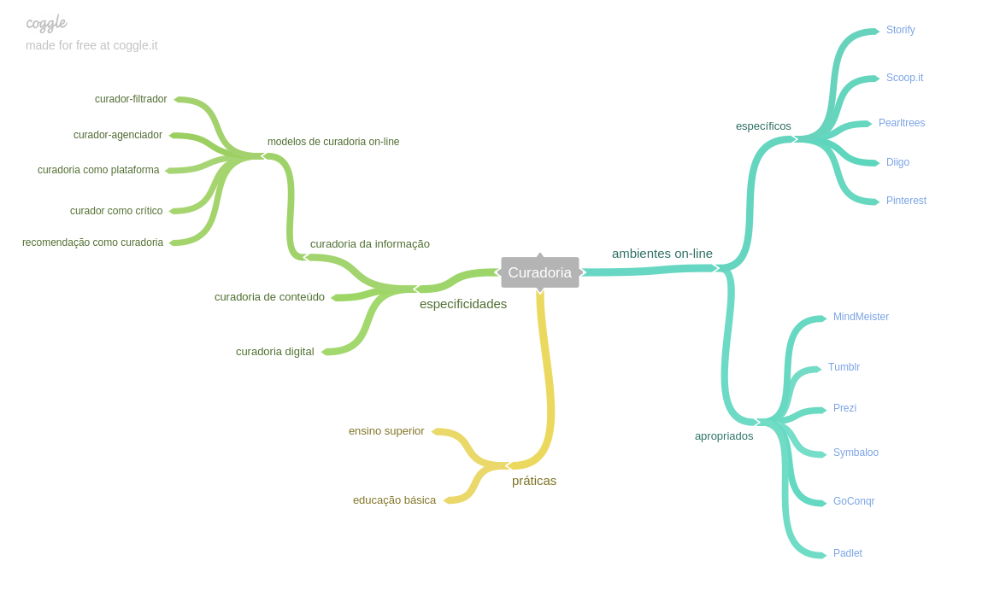 coggle
made for free at coggle.it
curador-filtrador
curador-agenciador
curadoria como plataforma
curador como crítico
recomendação como curadoria
modelos de curadoria on-line
curadoria da informação
curadoria de conteúdo
curadoria digital
especificidades
Curadoria
ensino superior
educação básica
práticas
ambientes on-line
específicos
Storify
Scoop.it
Pearltrees
Diigo
Pinterest
apropriados
MindMeister
Tumblr
Prezi
Symbaloo
GoConqr
Padlet